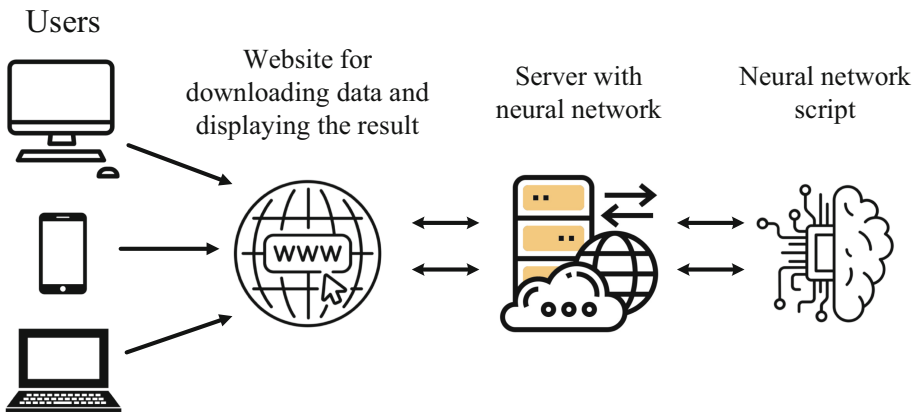 Users
Website for
downloading data and
displaying the result
Server with
neural network
Neural network
script
WWW